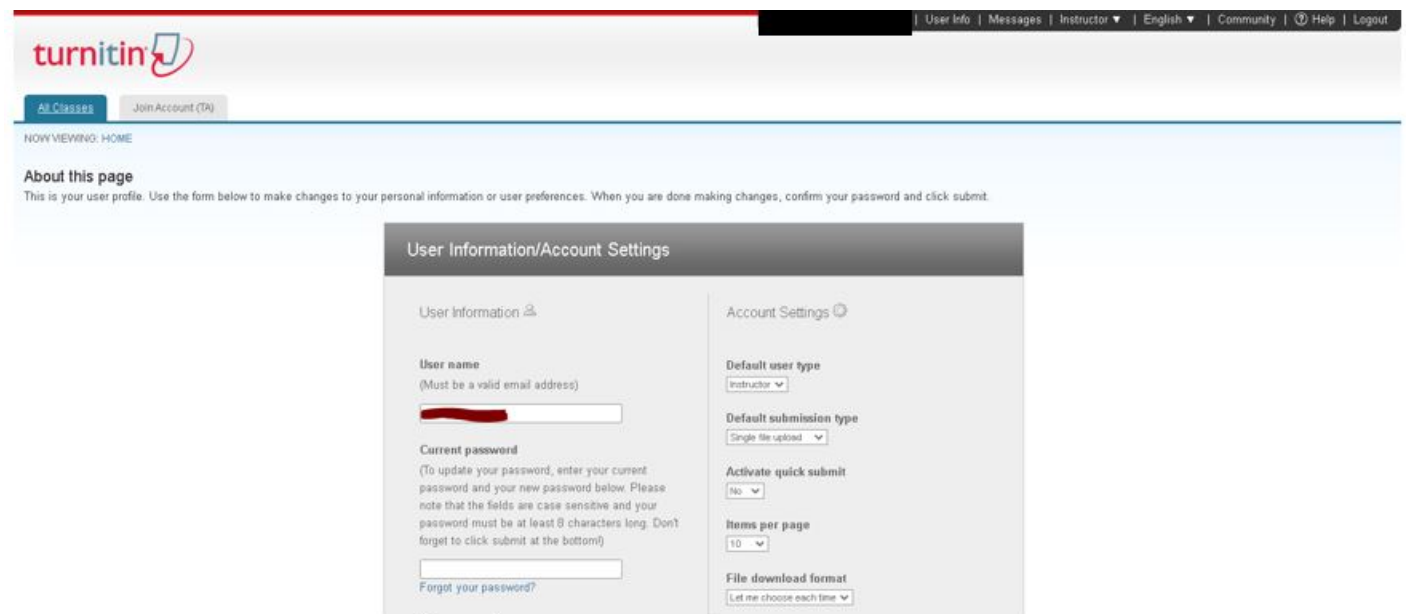 | User Info | Messages | Instructor ▼ | English ▼ | Community | ? Help | Logout
turnitin
All Classes
Join Account (TA)
NOW VIEWING: HOME
About this page
This is your user profile. Use the form below to make changes to your personal information or user preferences. When you are done making changes, confirm your password and click submit.
User Information/Account Settings
User Information
User name
(Must be a valid email address)
Current password
(To update your password, enter your current
password and your new password below. Please
note that the fields are case sensitive and your
password must be at least 8 characters long. Don't
forget to click submit at the bottom!)
Forgot your password?
Account Settings
Default user type
Instructor
Default submission type
Single file upload
Activate quick submit
No
Items per page
10
File download format
Let me choose each time